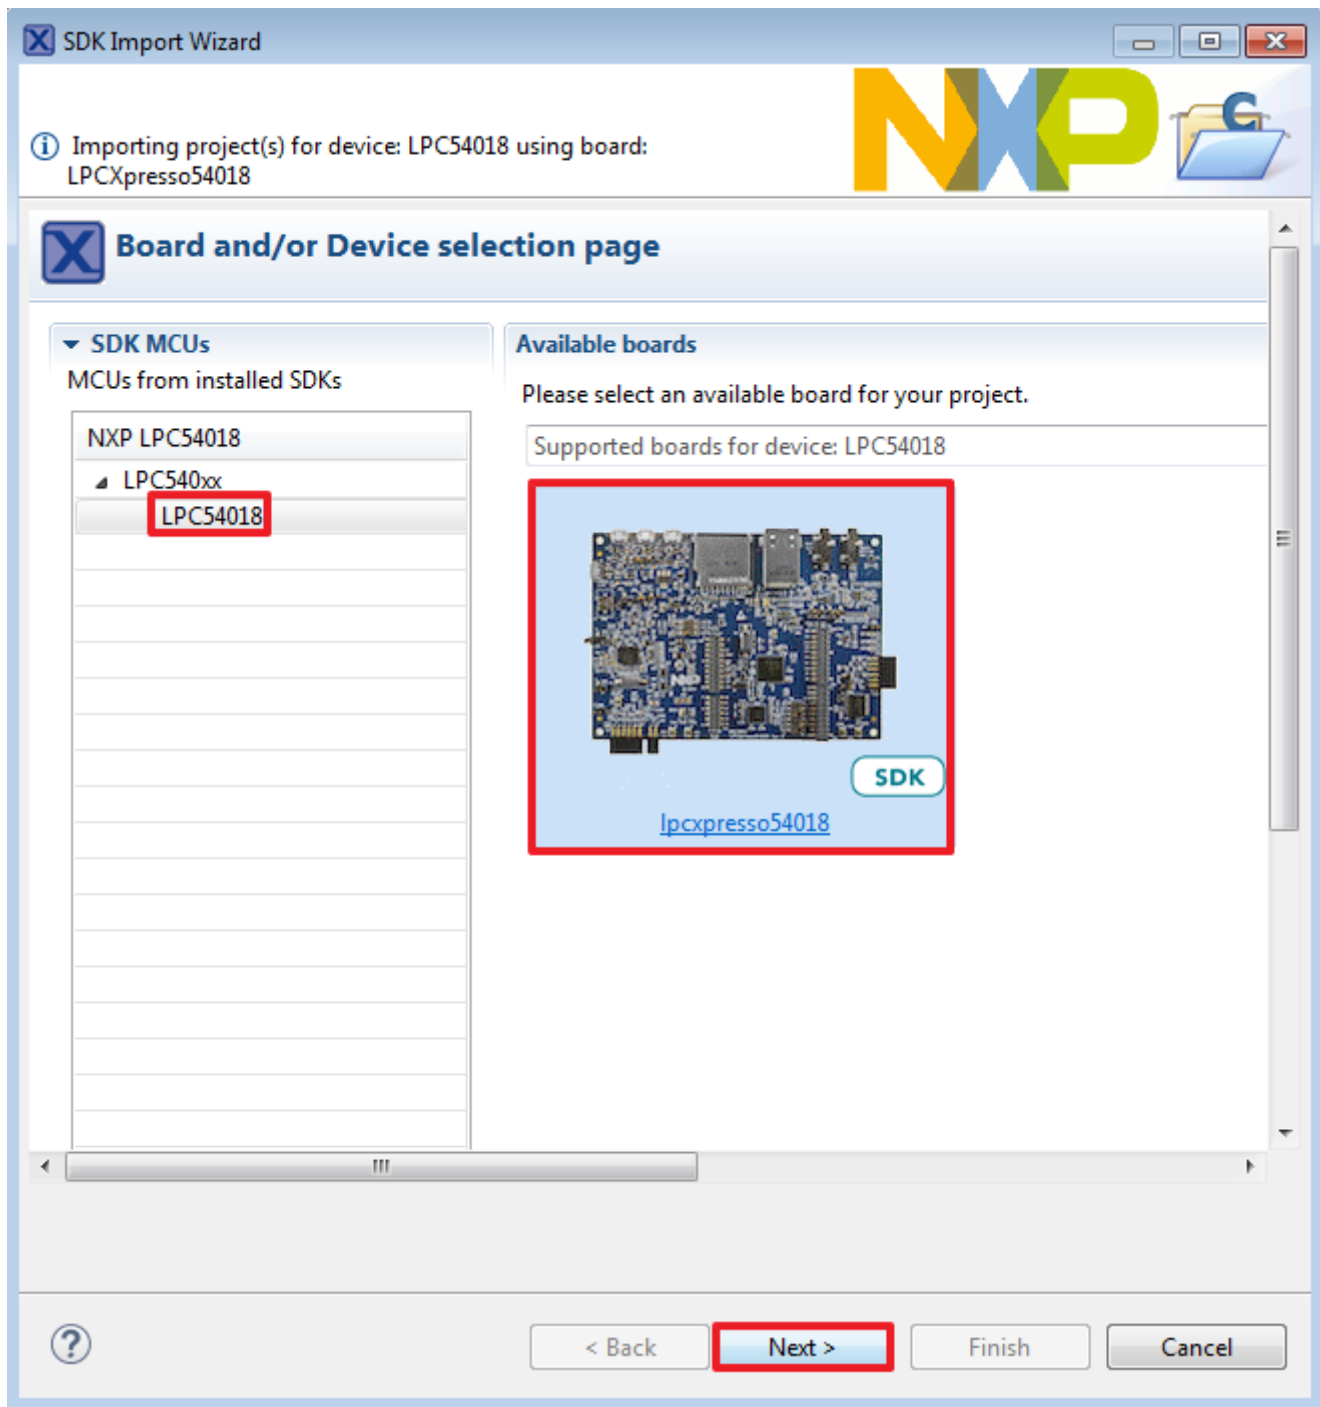 SDK Import Wizard
Importing project(s) for device: LPC54018 using board:
LPCXpresso54018
NXP
C
Board and/or Device selection page
SDK MCUs
MCUs from installed SDKs
NXP LPC54018
LPC540xx
LPC54018
Available boards
Please select an available board for your project.
Supported boards for device: LPC54018
NXP
SDK
lpcxpresso54018
< Back
Next >
Finish
Cancel